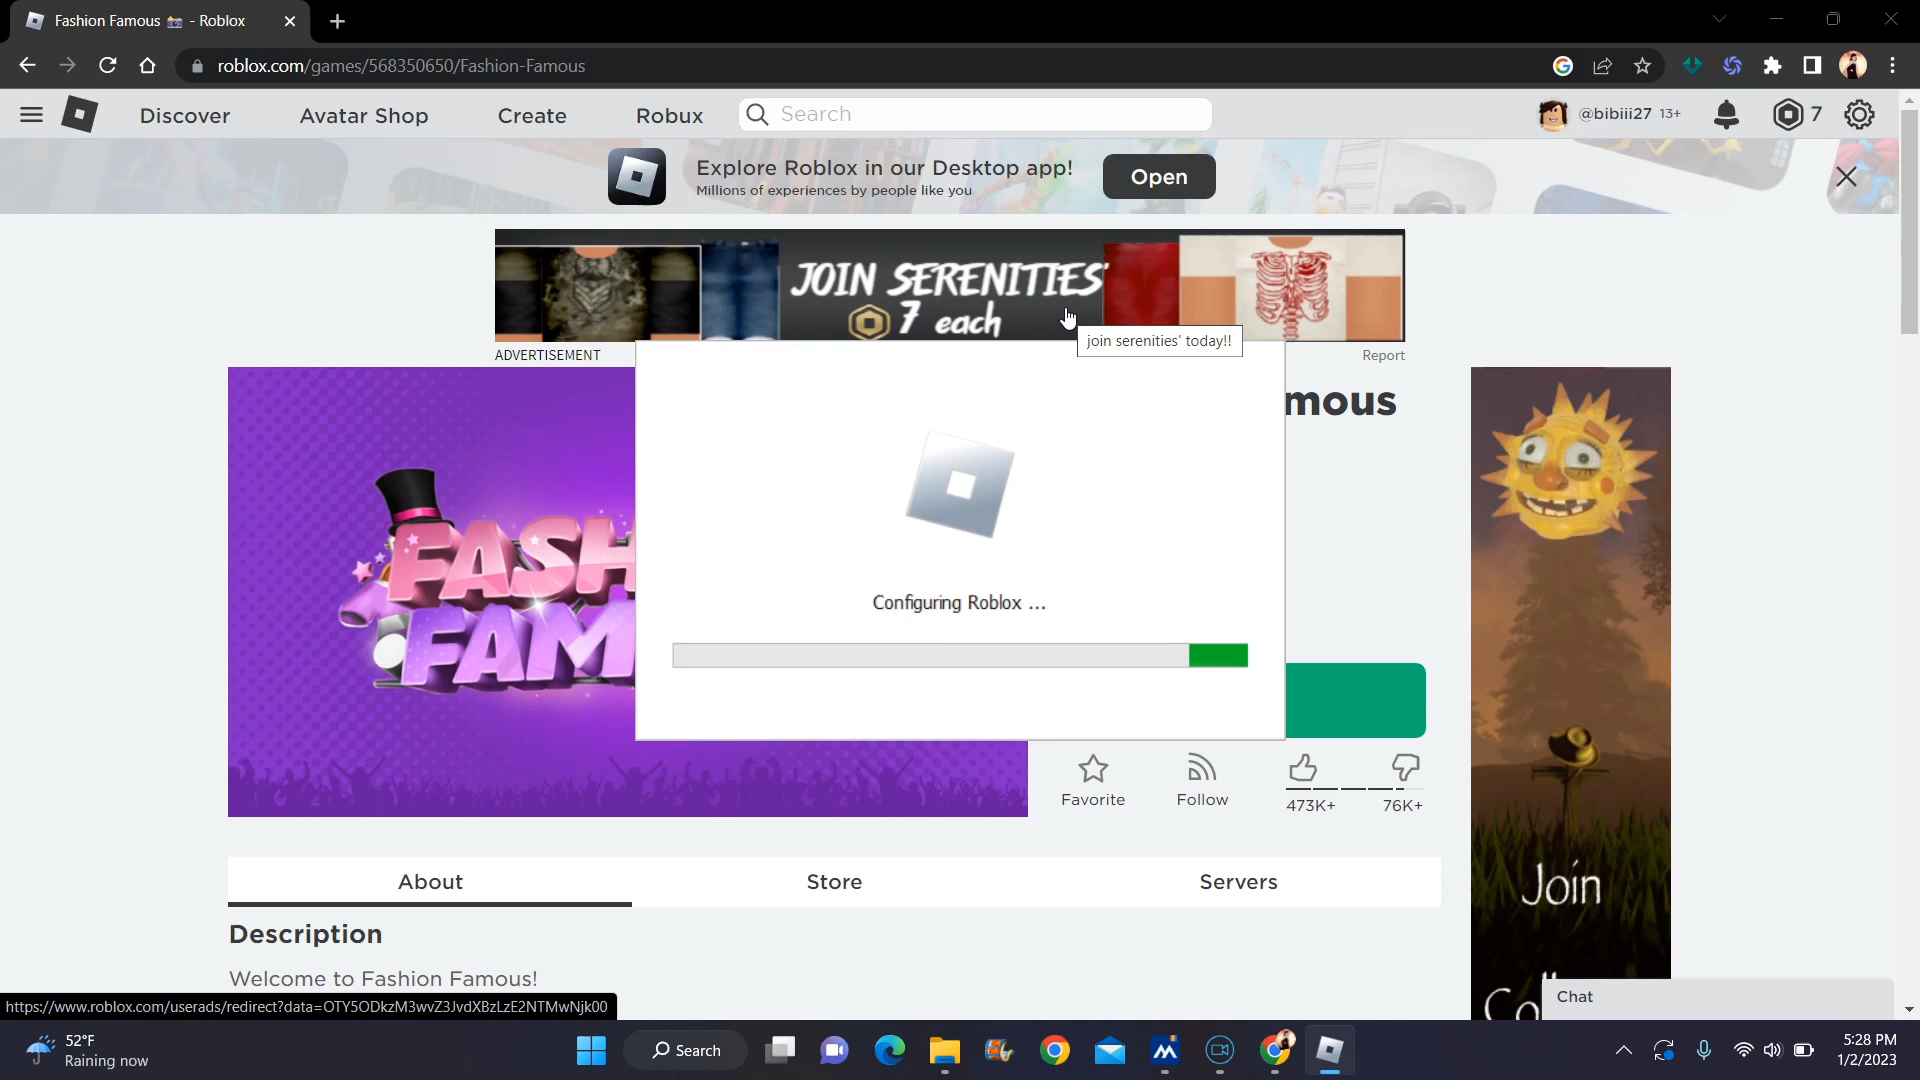 Fashion Famous 📸 - Roblox
roblox.com/games/568350650/Fashion-Famous
Discover
Avatar Shop
Create
Robux
Search
@bibiii27 13+
7
Explore Roblox in our Desktop app!
Millions of experiences by people like you
Open
JOIN SERENITIES'
7 each
join serenities' today!!
ADVERTISEMENT
Report
FASH
FAM
mous
Configuring Roblox ...
Favorite
Follow
473K+
76K+
About
Store
Servers
Description
Welcome to Fashion Famous!
Join
Chat
https://www.roblox.com/userads/redirect?data=OTY5ODkzM3wvZ3JvdXBzLzE2NTMwNjk00
52°F
Raining now
Search
5:28 PM
1/2/2023